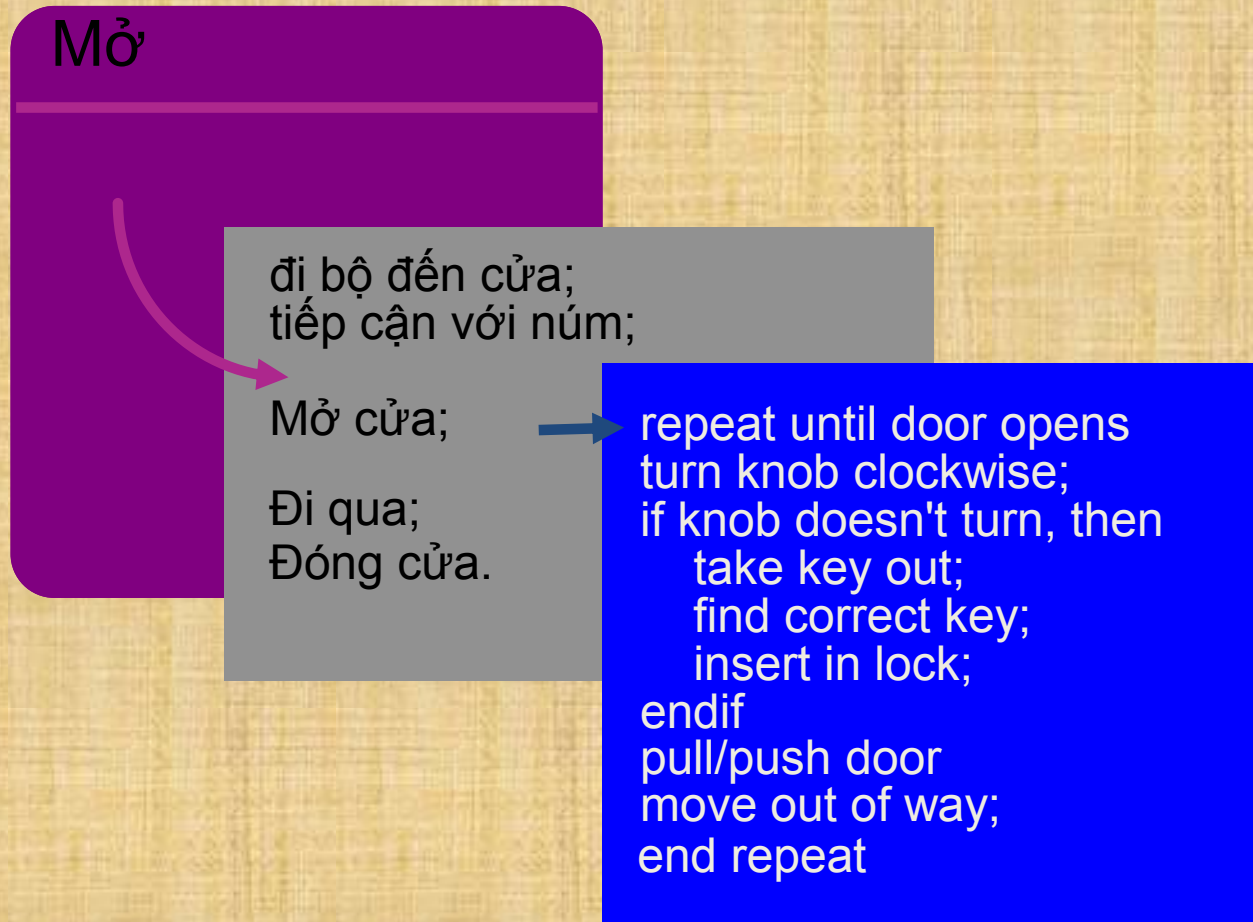 Mở
đi bộ đến cửa;
tiếp cận với núm;
Mở cửa;
Đi qua;
Đóng cửa.
repeat until door opens
turn knob clockwise;
if knob doesn't turn, then
take key out;
find correct key;
insert in lock;
endif
pull/push door
move out of way;
end repeat